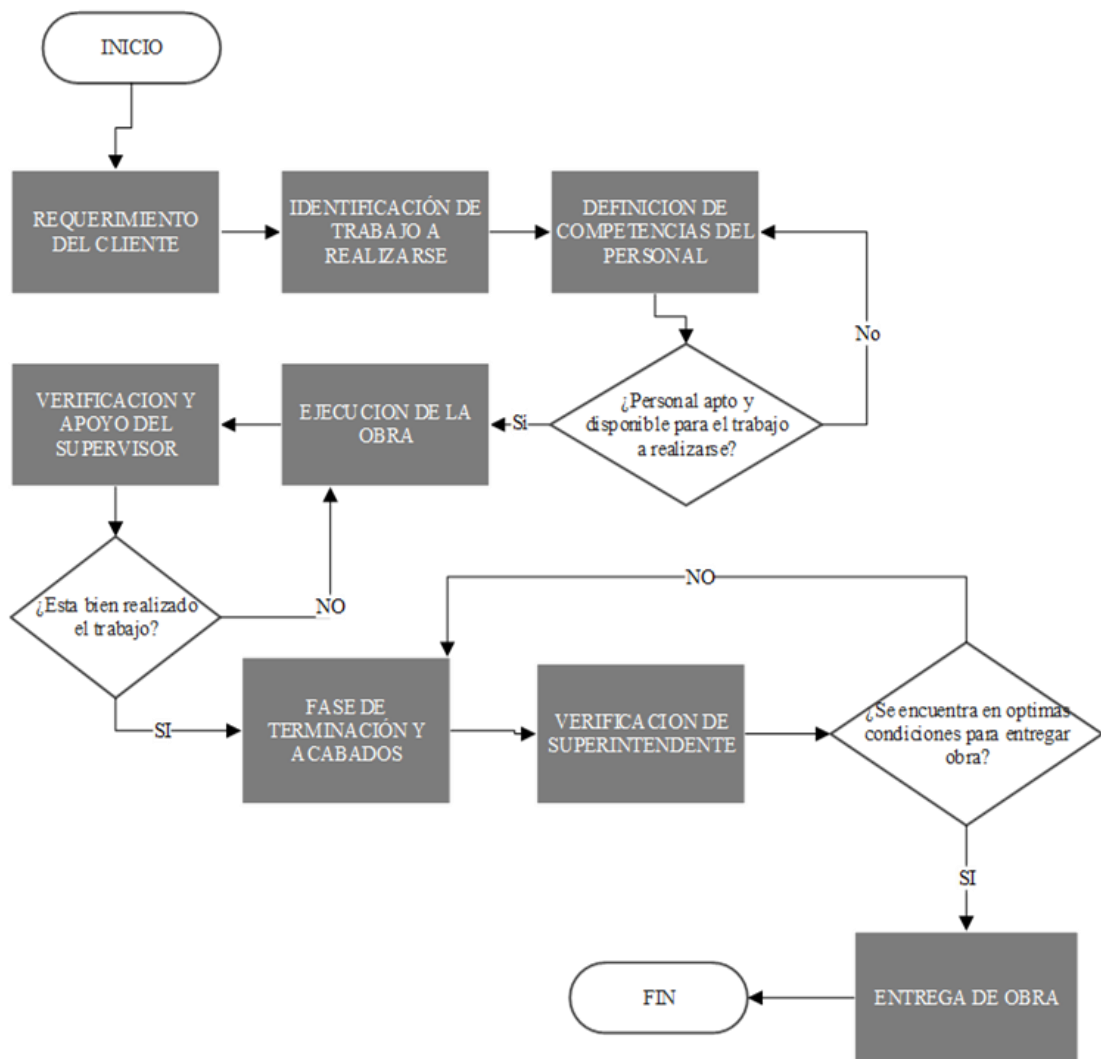 INICIO
REQUERIMIENTO
DEL CLIENTE
IDENTIFICACIÓN DE
TRABAJO A
REALIZARSE
DEFINICION DE
COMPETENCIAS DEL
PERSONAL
No
¿Personal apto y
disponible para el trabajo
a realizarse?
Si
EJECUCION DE LA
OBRA
VERIFICACION Y
APOYO DEL
SUPERVISOR
¿Esta bien realizado
el trabajo?
NO
SI
FASE DE
TERMINACIÓN Y
ACABADOS
VERIFICACION DE
SUPERINTENDENTE
¿Se encuentra en optimas
condiciones para entregar
obra?
NO
SI
ENTREGA DE OBRA
FIN